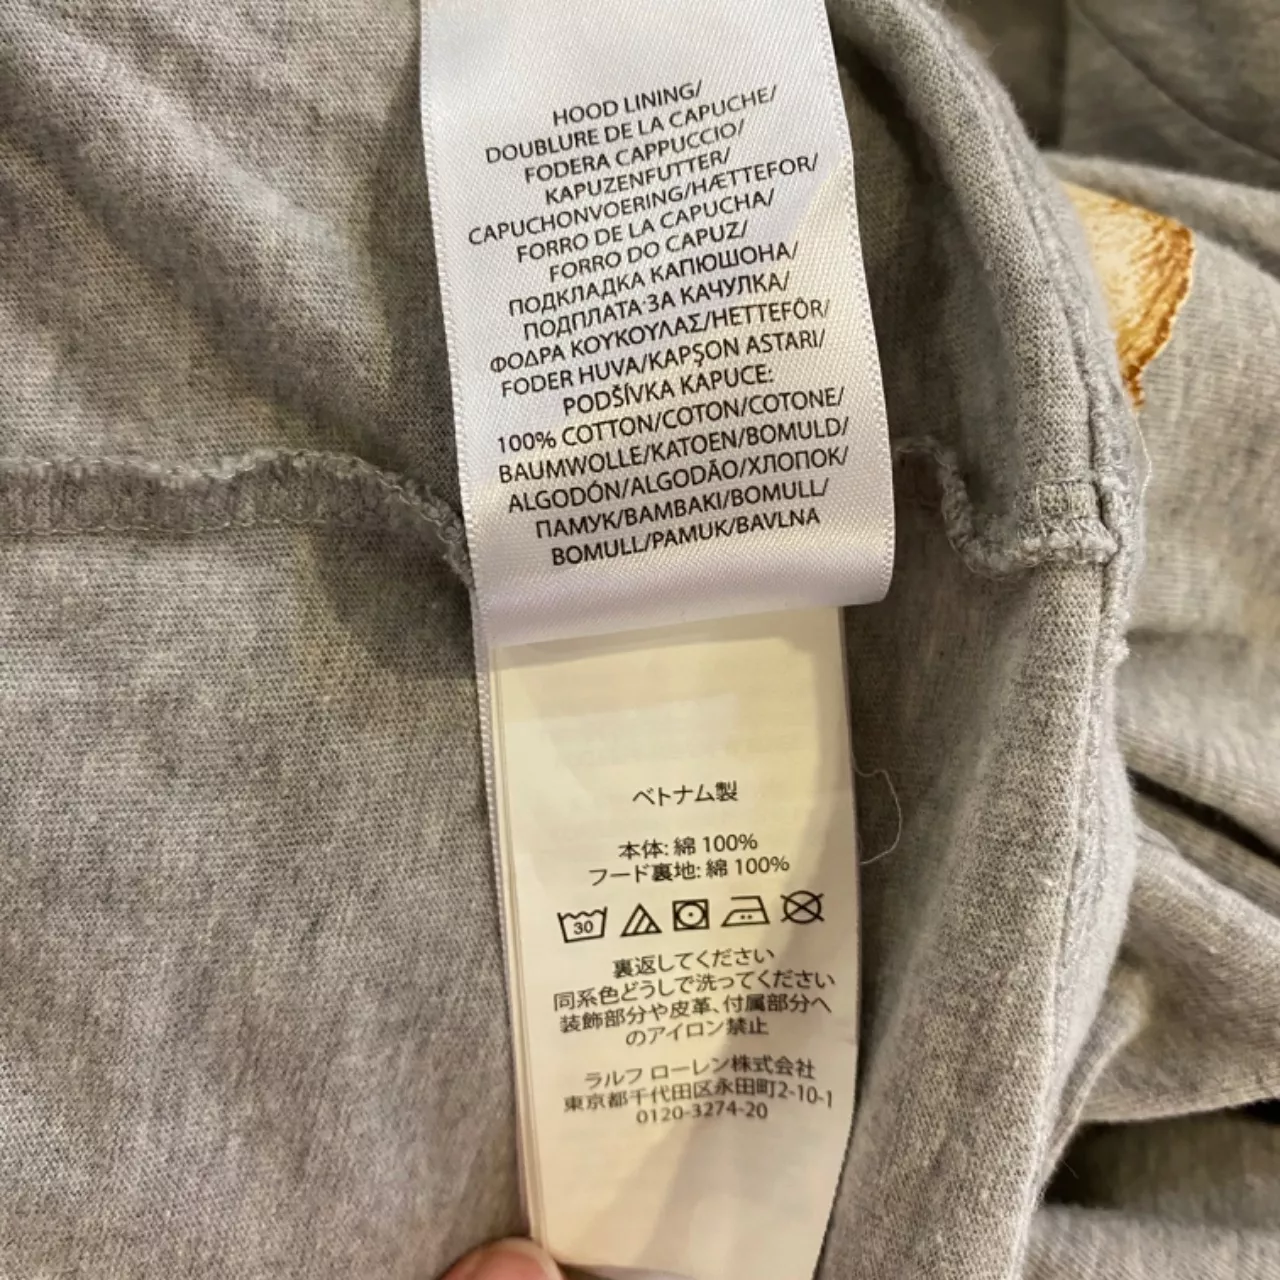 HOOD LINING/
DOUBLURE DE LA CAPUCHE/
FODERA CAPPUCCIO/
KAPUZENFUTTER/
CAPUCHONVOERING/HÆTTEFOR/
FORRO DE LA CAPUCHA/
FORRO DO CAPUZ/
ПОДКЛАДКА КАПЮШОНА/
ПОДПЛАТА ЗА КАЧУЛКА/
ΦΟΔΡΑ ΚΟΥΚΟΥΛΑΣ/HETTEFÔR/
FODER HUVA/KAPŞON ASTARI/
PODŠÍVKA KAPUCE:
100% COTTON/COTON/COTONE/
BAUMWOLLE/KATOEN/BOMULD/
ALGODÓN/ALGODÃO/ХЛОПОК/
ПАМУК/ΒΑΜΒΑΚΙ/BOMULL/
BOMULL/PAMUK/BAVLNA
ベトナム製
本体: 綿 100%
フード裏地: 綿 100%
30
裏返してください
同系色どうしで洗ってください
装飾部分や皮革、付属部分へ
のアイロン禁止
ラルフ ローレン株式会社
東京都千代田区永田町2-10-1
0120-3274-20